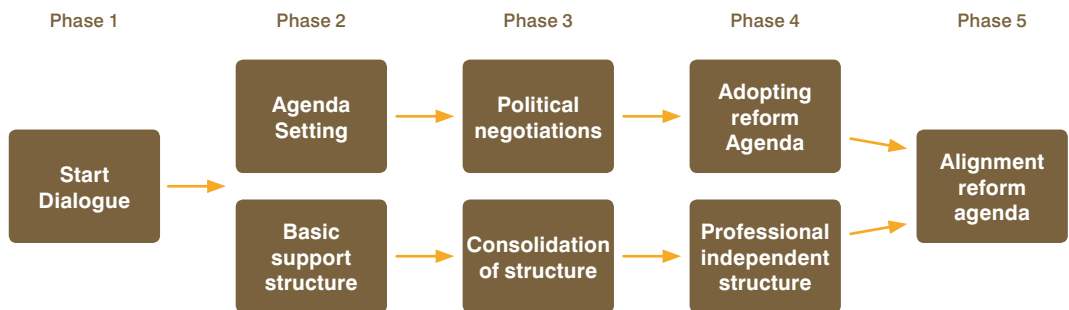 Phase 1
Phase 2
Phase 3
Phase 4
Phase 5
Start
Dialogue
Agenda
Setting
Political
negotiations
Adopting
reform
Agenda
Basic
support
structure
Consolidation
of structure
Professional
independent
structure
Alignment
reform
agenda